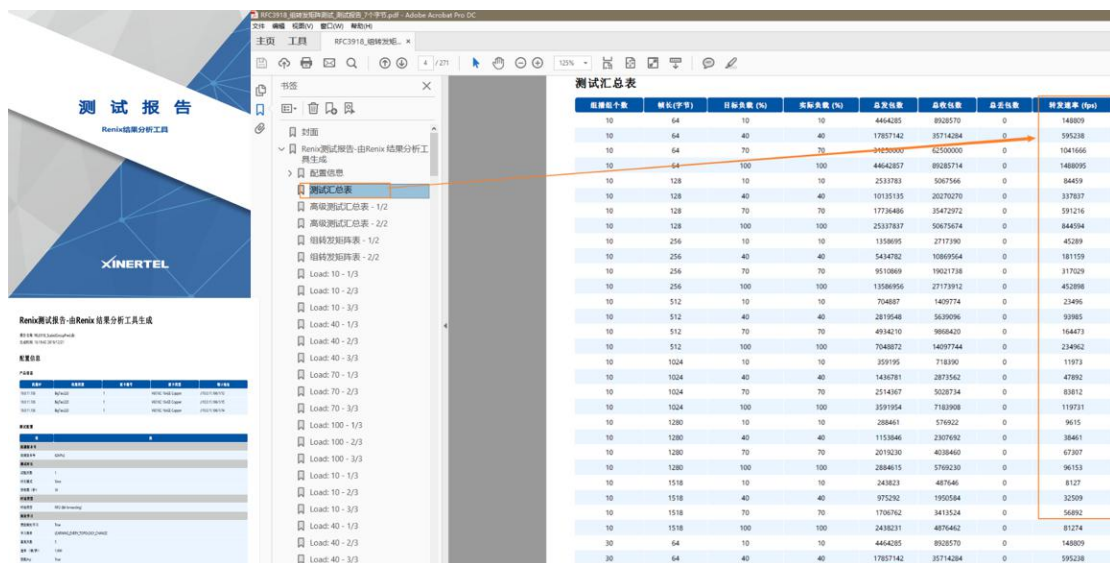 测 试 报 告
Renix结果分析工具
XINERTEL
Renix测试报告-由Renix 结果分析工具生成
配置信息
RFC3918_组转发矩阵测试_测试报告_7个字节.pdf - Adobe Acrobat Pro DC
文件 编辑 视图(V) 窗口(W) 帮助(H)
主页 工具 RFC3918_组转发矩... ×
4 / 271 125%
书签
封面
Renix测试报告-由Renix 结果分析工具生成
配置信息
测试汇总表
高级测试汇总表 - 1/2
高级测试汇总表 - 2/2
组转发矩阵表 - 1/2
组转发矩阵表 - 2/2
Load: 10 - 1/3
Load: 10 - 2/3
Load: 10 - 3/3
Load: 40 - 1/3
Load: 40 - 2/3
Load: 40 - 3/3
Load: 70 - 1/3
Load: 70 - 2/3
Load: 70 - 3/3
Load: 100 - 1/3
Load: 100 - 2/3
Load: 100 - 3/3
Load: 10 - 1/3
Load: 10 - 2/3
Load: 10 - 3/3
Load: 40 - 1/3
Load: 40 - 2/3
Load: 40 - 3/3
测试汇总表
组播组个数 帧长(字节) 目标负载 (%) 实际负载 (%) 总发包数 总收包数 总丢包数 转发速率 (fps)
10 64 10 10 4464285 8928570 0 148809
10 64 40 40 17857142 35714284 0 595238
10 64 70 70 31250000 62500000 0 1041666
10 64 100 100 44642857 89285714 0 1488095
10 128 10 10 2533783 5067566 0 84459
10 128 40 40 10135135 20270270 0 337837
10 128 70 70 17736486 35472972 0 591216
10 128 100 100 25337837 50675674 0 844594
10 256 10 10 1358695 2717390 0 45289
10 256 40 40 5434782 10869564 0 181159
10 256 70 70 9510869 19021738 0 317029
10 256 100 100 13586956 27173912 0 452898
10 512 10 10 704887 1409774 0 23496
10 512 40 40 2819548 5639096 0 93985
10 512 70 70 4934210 9868420 0 164473
10 512 100 100 7048872 14097744 0 234962
10 1024 10 10 359195 718390 0 11973
10 1024 40 40 1436781 2873562 0 47892
10 1024 70 70 2514367 5028734 0 83812
10 1024 100 100 3591954 7183908 0 119731
10 1280 10 10 288461 576922 0 9615
10 1280 40 40 1153846 2307692 0 38461
10 1280 70 70 2019230 4038460 0 67307
10 1280 100 100 2884615 5769230 0 96153
10 1518 10 10 243823 487646 0 8127
10 1518 40 40 975292 1950584 0 32509
10 1518 70 70 1706762 3413524 0 56892
10 1518 100 100 2438231 4876462 0 81274
30 64 10 10 4464285 8928570 0 148809
30 64 40 40 17857142 35714284 0 595238